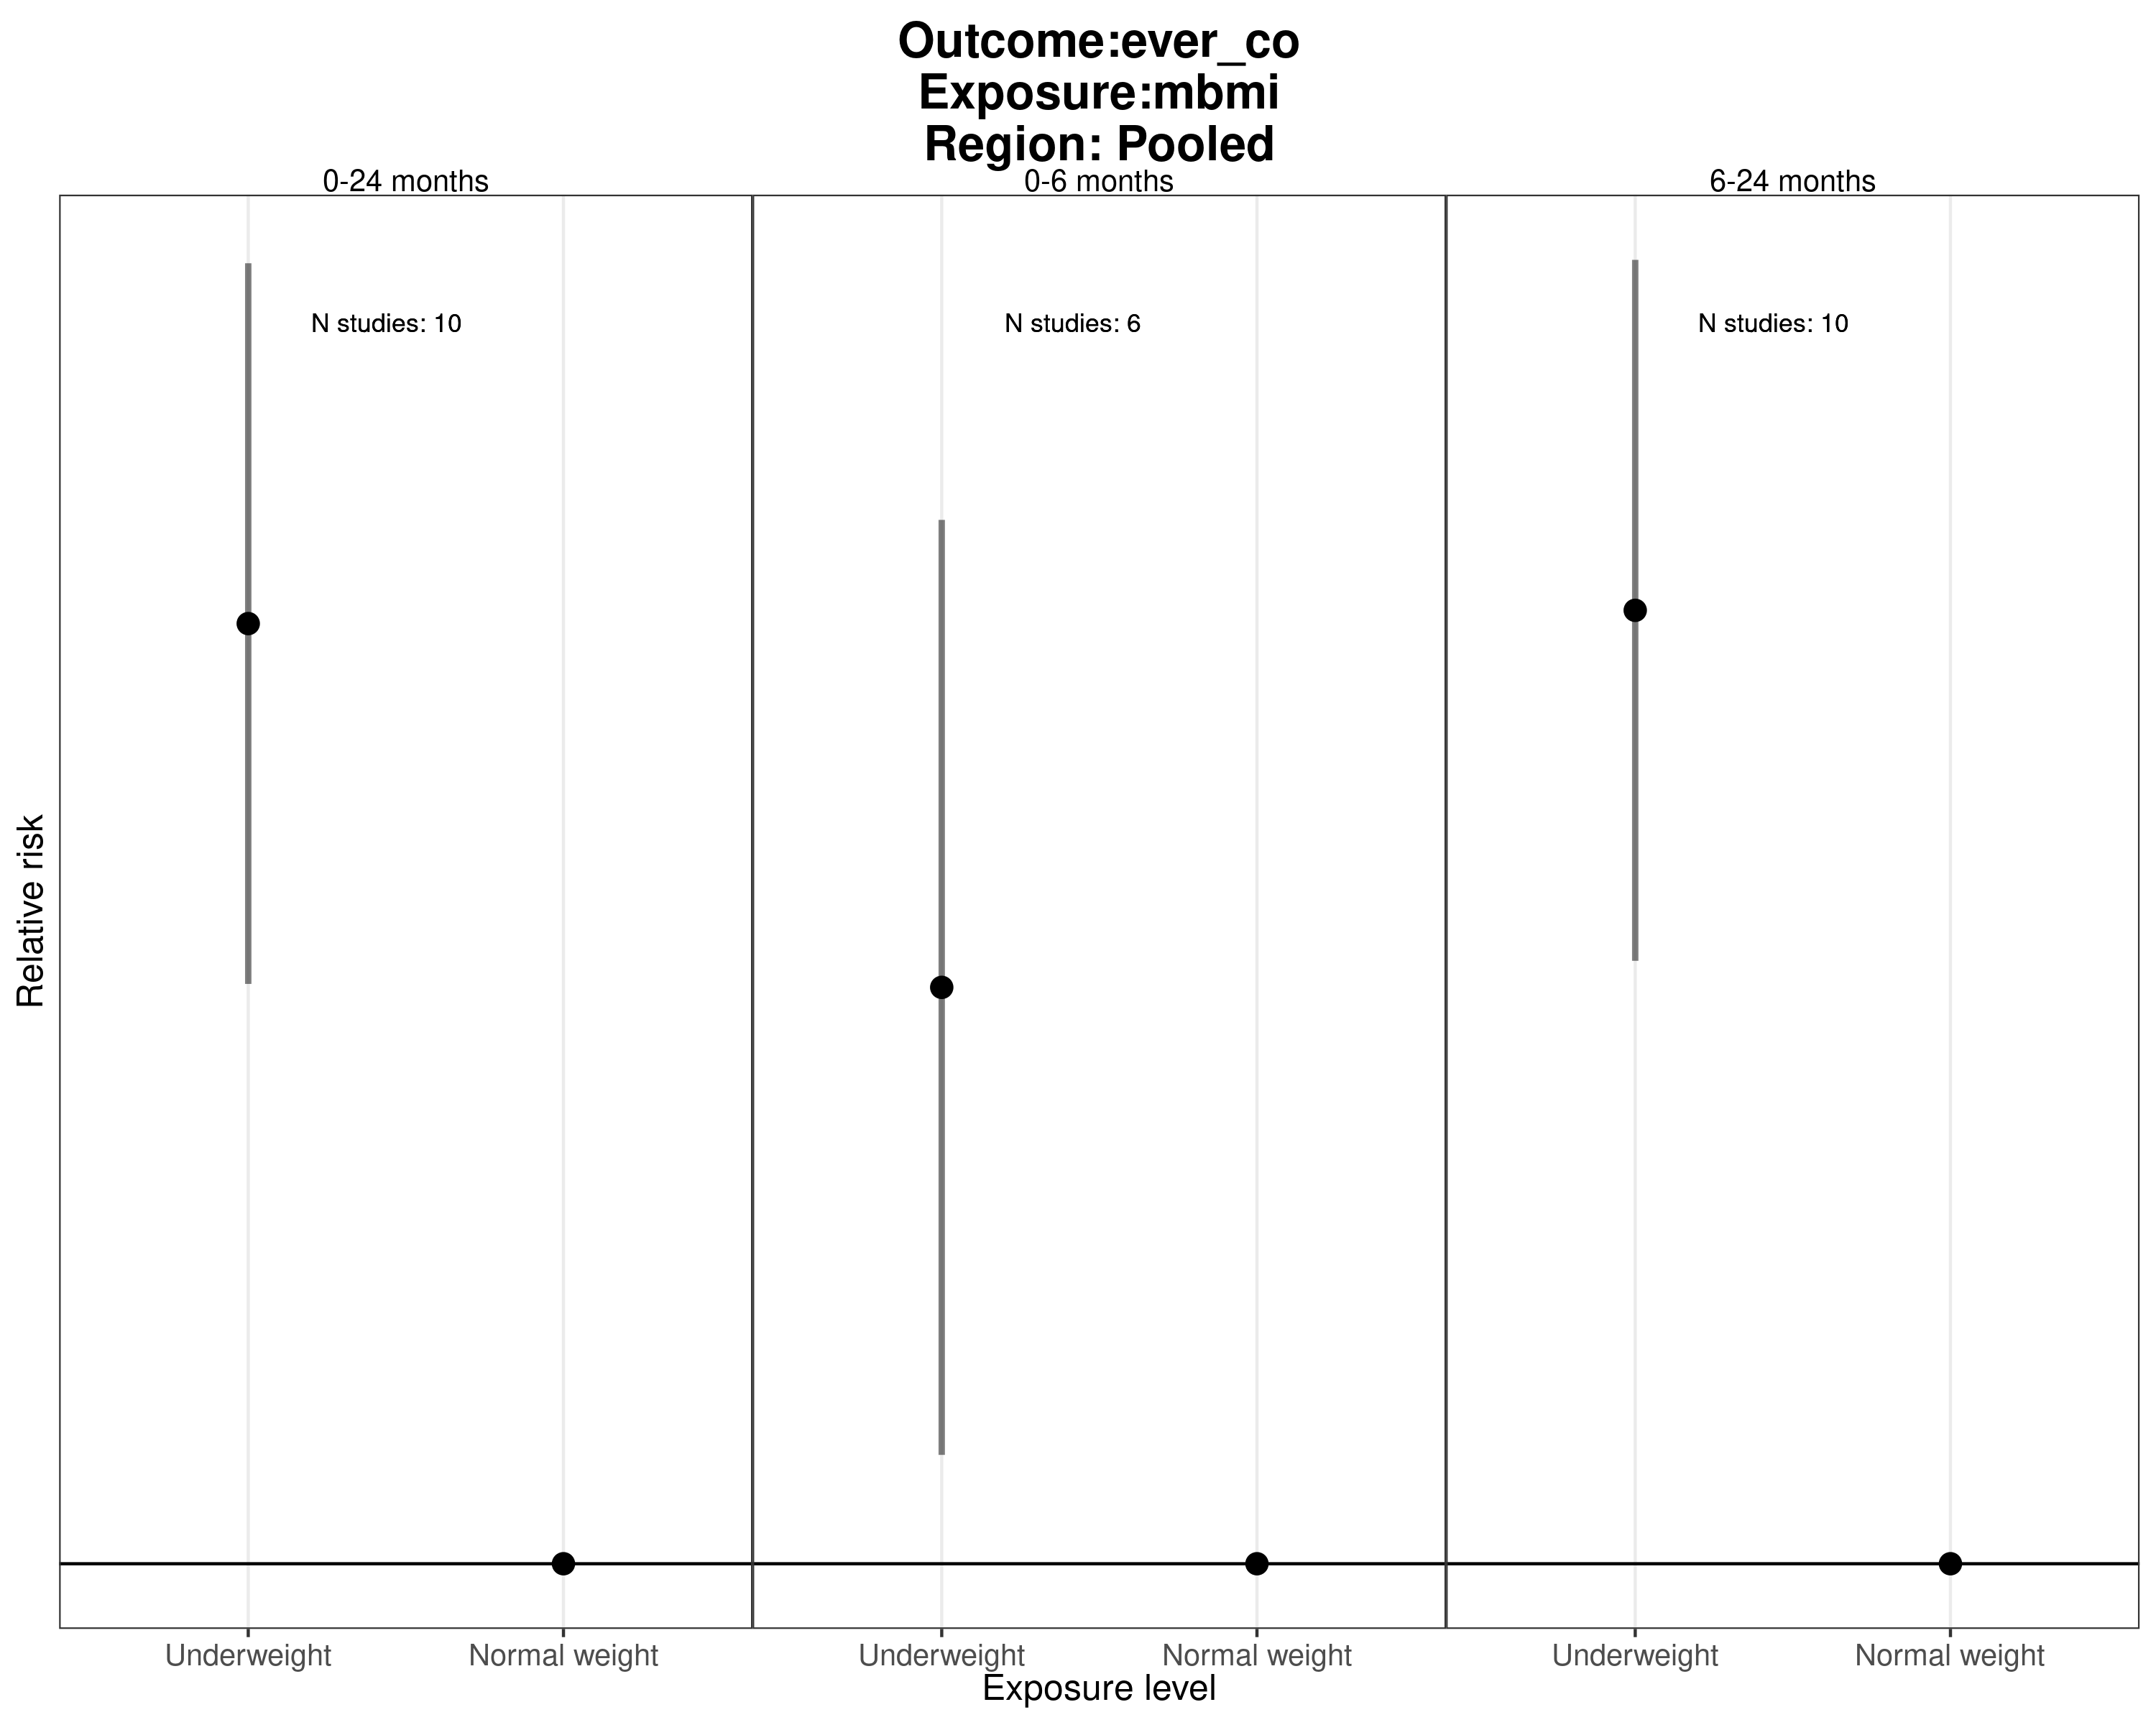 Outcome:ever_co
Exposure:mbmi
Region: Pooled
0-24 months
0-6 months
6-24 months
N studies: 10
N studies: 6
N studies: 10
Relative risk
Underweight
Normal weight
Underweight
Normal weight
Underweight
Normal weight
Exposure level